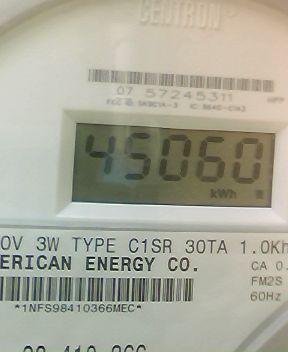 CENTRON
07 57245311
45060
kWh
0V 3W TYPE C1SR 30TA 1.0Kh
ERICAN ENERGY CO.
CA 0.
FM2S
60Hz
*1NFS98410366MEC*